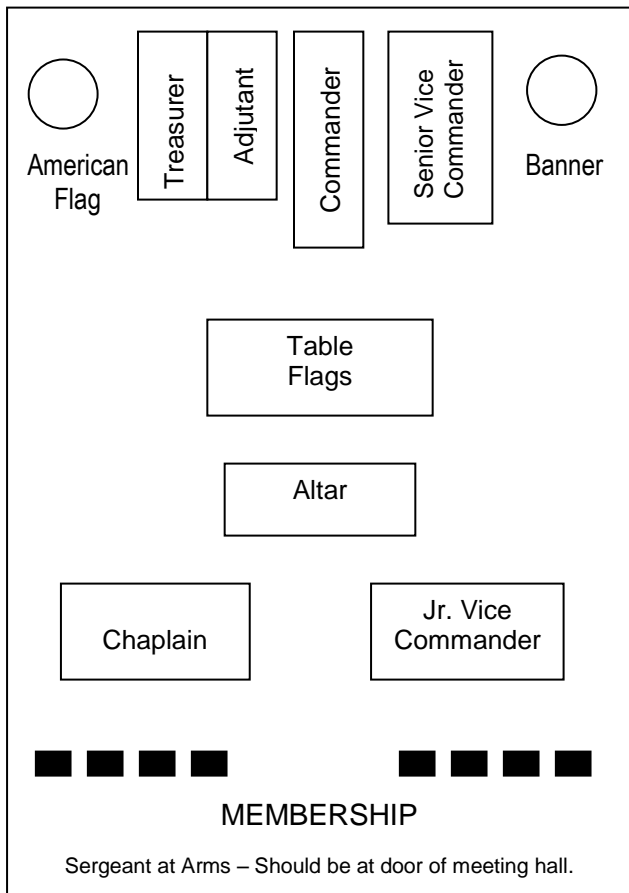 American
Flag
Treasurer
Adjutant
Commander
Senior Vice
Commander
Banner
Table
Flags
Altar
Chaplain
Jr. Vice
Commander
MEMBERSHIP
Sergeant at Arms – Should be at door of meeting hall.